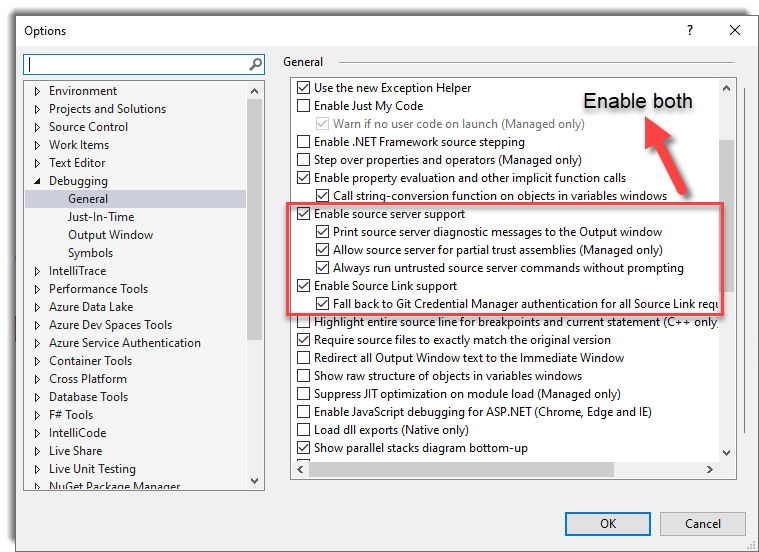 Options
?
Environment
Projects and Solutions
Source Control
Work Items
Text Editor
Debugging
General
Just-In-Time
Output Window
Symbols
IntelliTrace
Performance Tools
Azure Data Lake
Azure Dev Spaces Tools
Azure Service Authentication
Container Tools
Cross Platform
Database Tools
F# Tools
IntelliCode
Live Share
Live Unit Testing
NuGet Package Manager
General
Use the new Exception Helper
Enable Just My Code
Enable both
Warn if no user code on launch (Managed only)
Enable .NET Framework source stepping
Step over properties and operators (Managed only)
Enable property evaluation and other implicit function calls
Call string-conversion function on objects in variables windows
Enable source server support
Print source server diagnostic messages to the Output window
Allow source server for partial trust assemblies (Managed only)
Always run untrusted source server commands without prompting
Enable Source Link support
Fall back to Git Credential Manager authentication for all Source Link requ
Highlight entire source line for breakpoints and current statement (C++ only)
Require source files to exactly match the original version
Redirect all Output Window text to the Immediate Window
Show raw structure of objects in variables windows
Suppress JIT optimization on module load (Managed only)
Enable JavaScript debugging for ASP.NET (Chrome, Edge and IE)
Load dll exports (Native only)
Show parallel stacks diagram bottom-up
OK
Cancel